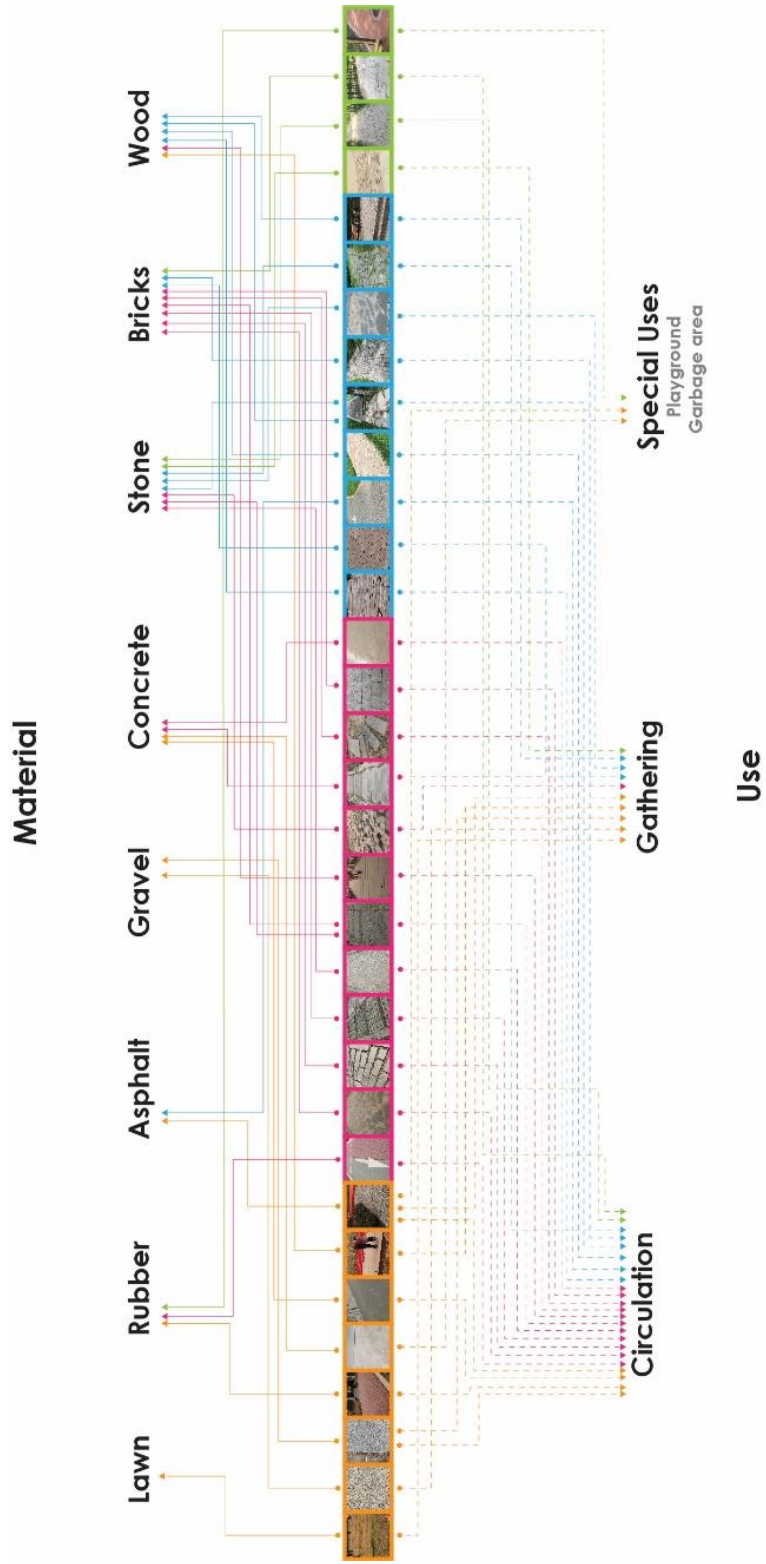 Material
Lawn
Rubber
Asphalt
Gravel
Concrete
Stone
Bricks
Wood
Circulation
Gathering
Special Uses
Playground
Garbage area
Use